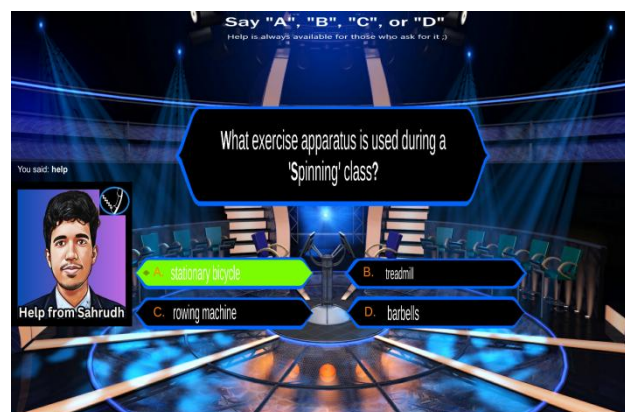 Say "A", "B", "C", or "D"
Help is always available for those who ask for it ;)
What exercise apparatus is used during a
'Spinning' class?
You said: help
Help from Sahrudh
A. stationary bicycle
B. treadmill
C. rowing machine
D. barbells